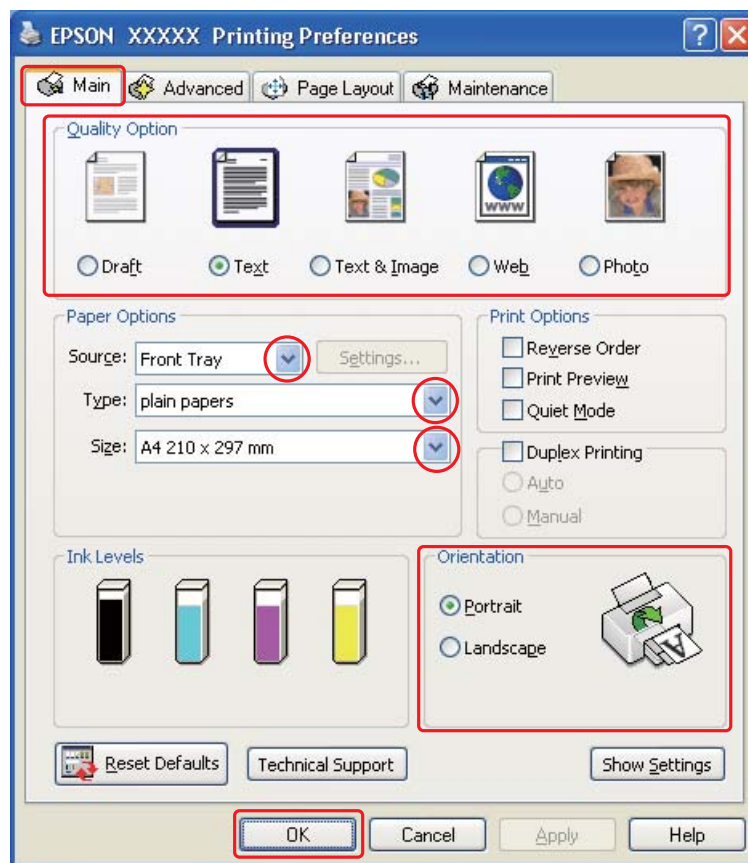 EPSON XXXXX Printing Preferences
Main Advanced Page Layout Maintenance
Quality Option
www
Draft Text Text & Image Web Photo
Paper Options
Source: Front Tray Settings...
Type: plain papers
Size: A4 210 x 297 mm
Print Options
Reverse Order
Print Preview
Quiet Mode
Duplex Printing
Auto
Manual
Ink Levels
Orientation
Portrait
Landscape
A
Reset Defaults Technical Support Show Settings
OK Cancel Apply Help